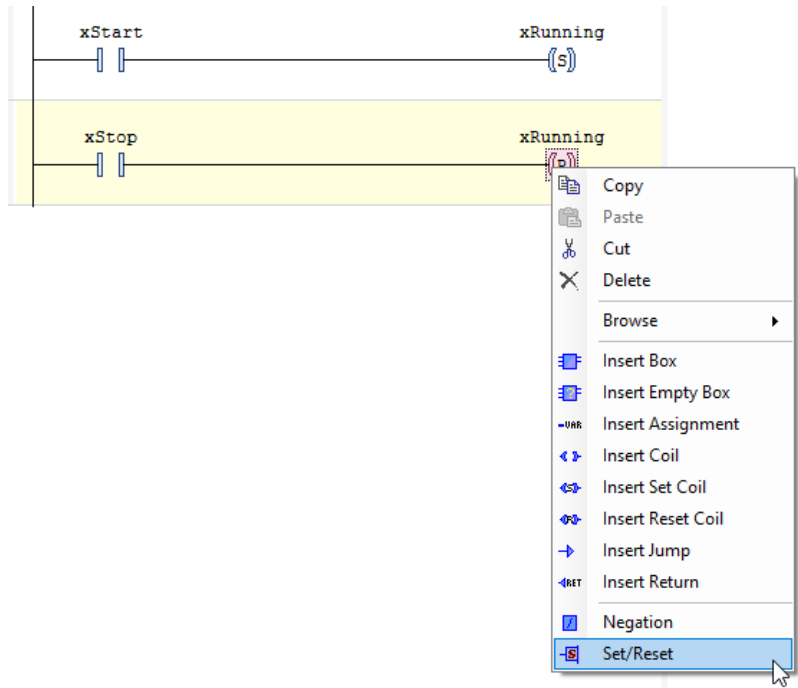 xStart xRunning
(S)
xStop xRunning
(R)
Copy
Paste
Cut
Delete
Browse
Insert Box
Insert Empty Box
VAR Insert Assignment
Insert Coil
(S) Insert Set Coil
(R) Insert Reset Coil
Insert Jump
RET Insert Return
Negation
S Set/Reset